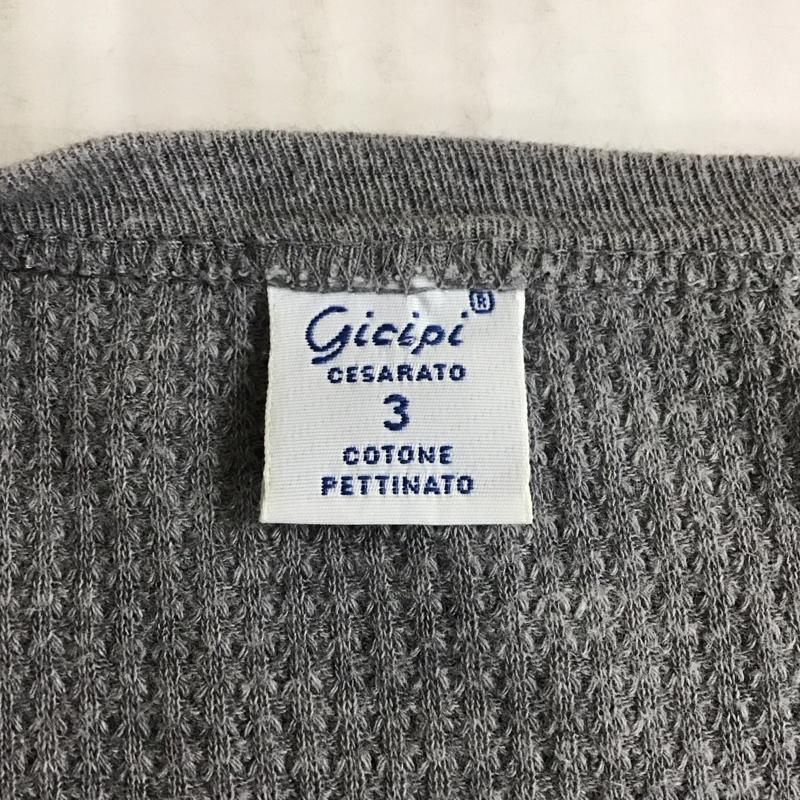 Gicipi®
CESARATO
3
COTONE
PETTINATO